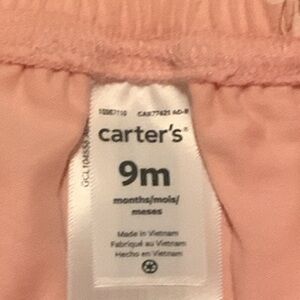 carter's®
9m
months/mois/
meses
Made in Vietnam
Fabriqué au Vietnam
Hecho en Vietnam